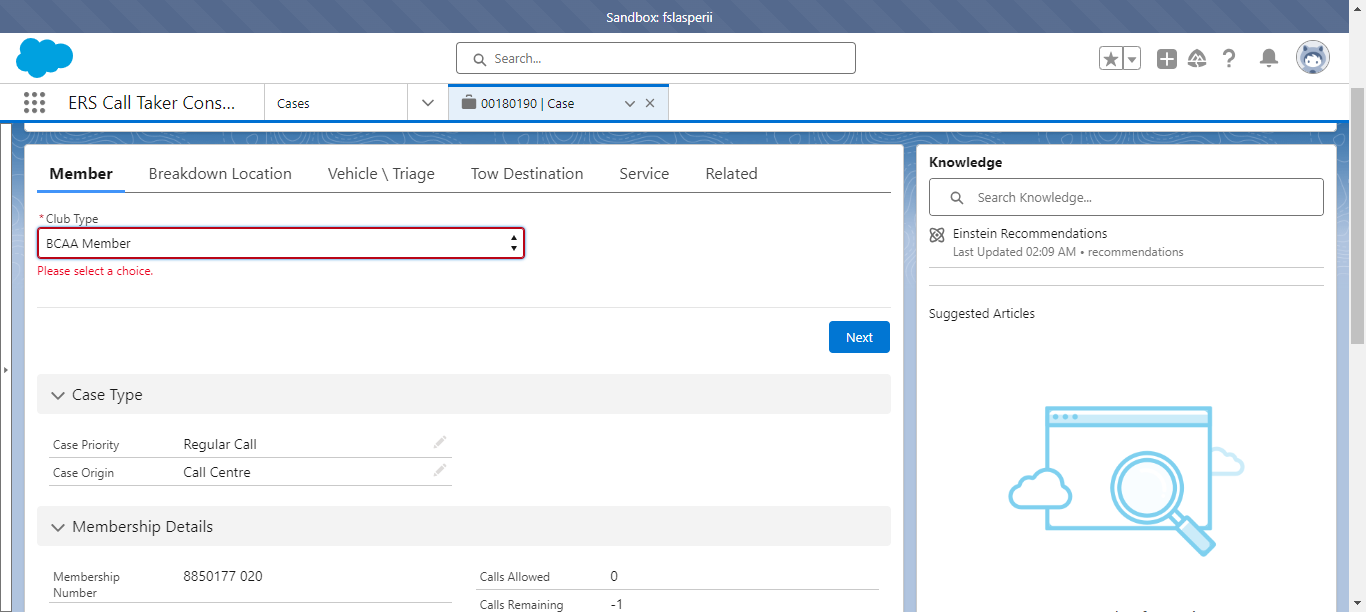 Sandbox: fslasperii
Search...
ERS Call Taker Cons...
Cases
00180190 | Case
Member
Breakdown Location
Vehicle \ Triage
Tow Destination
Service
Related
*Club Type
BCAA Member
Please select a choice.
Next
Case Type
Case Priority
Regular Call
Case Origin
Call Centre
Membership Details
Membership
Number
8850177 020
Calls Allowed
0
Calls Remaining
-1
Knowledge
Search Knowledge...
Einstein Recommendations
Last Updated 02:09 AM • recommendations
Suggested Articles